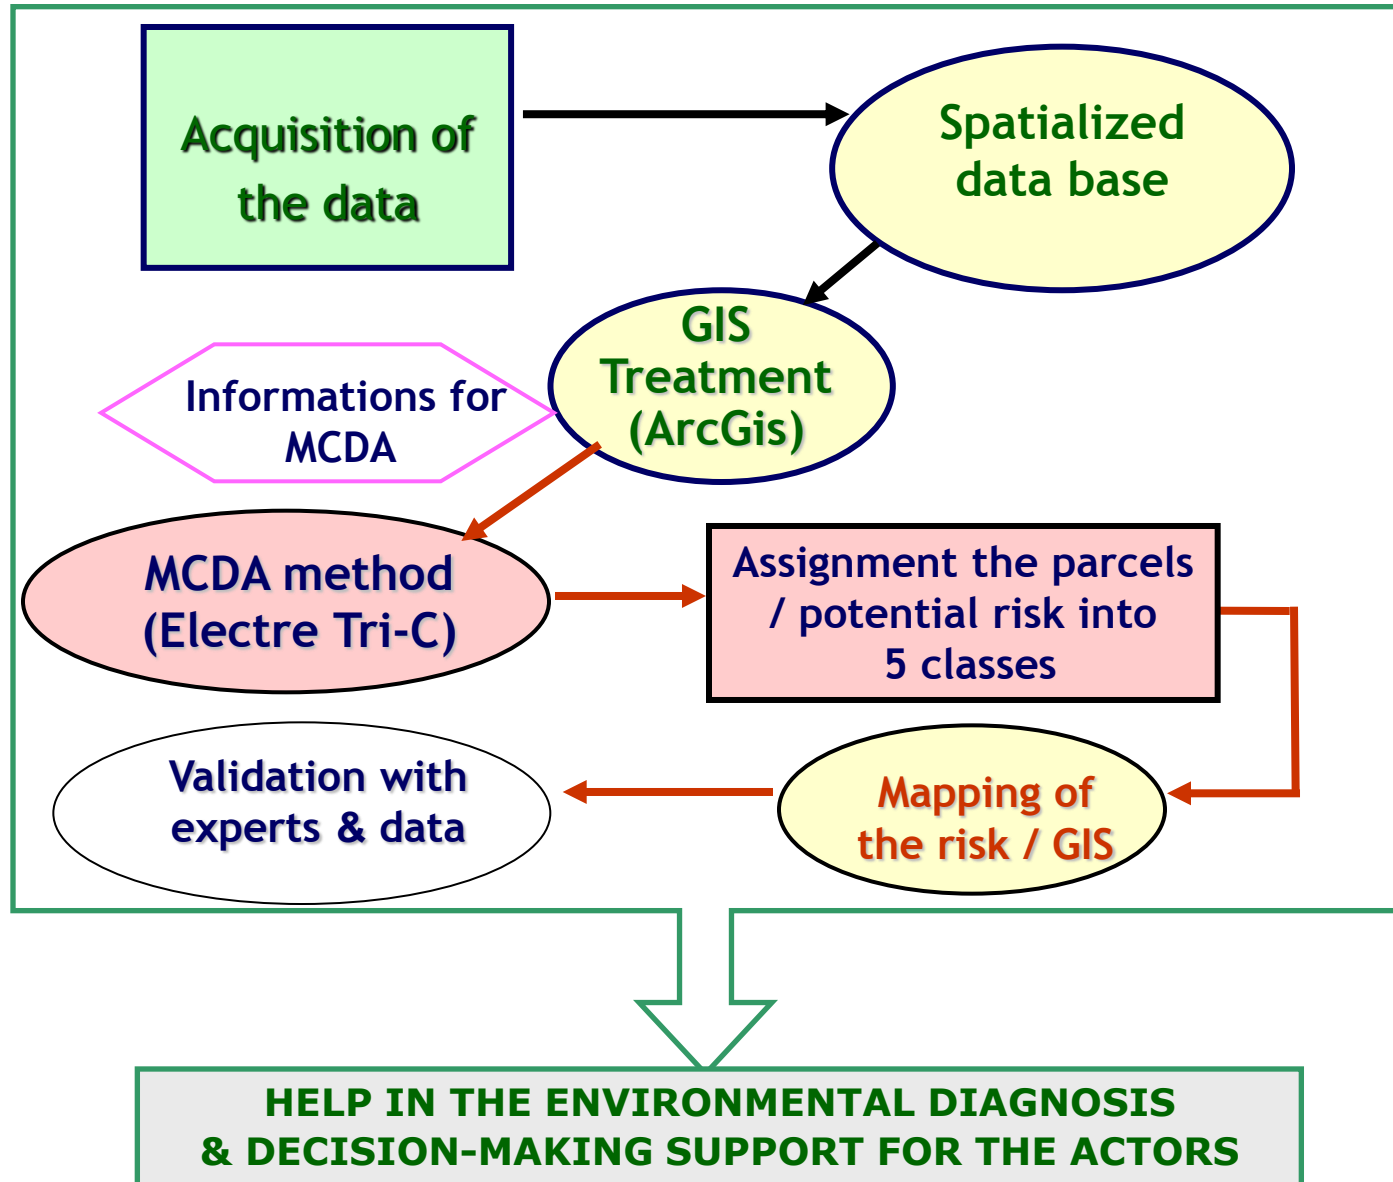 Acquisition of
the data
Spatialized
data base
GIS
Treatment
(ArcGis)
Informations for
MCDA
MCDA method
(Electre Tri-C)
Assignment the parcels
/ potential risk into
5 classes
Validation with
experts & data
Mapping of
the risk / GIS
HELP IN THE ENVIRONMENTAL DIAGNOSIS
& DECISION-MAKING SUPPORT FOR THE ACTORS